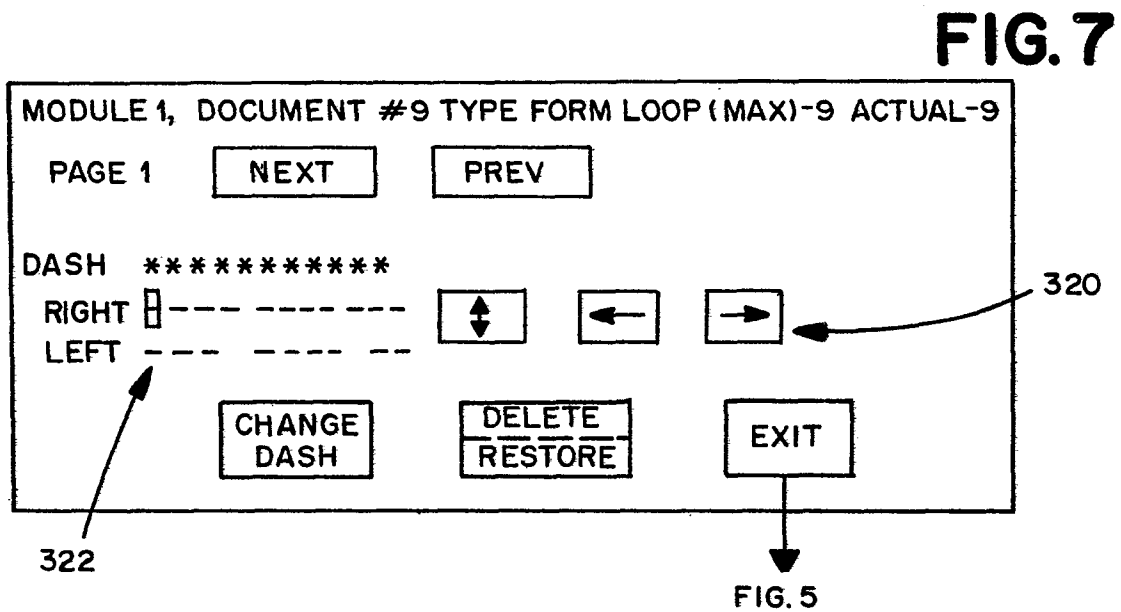 FIG. 7
MODULE 1, DOCUMENT #9 TYPE FORM LOOP (MAX)-9 ACTUAL-9
PAGE 1 NEXT PREV
DASH ***********
RIGHT ---- ---- ---
LEFT --- ---- --
320
CHANGE DASH
DELETE
RESTORE
EXIT
322
FIG. 5